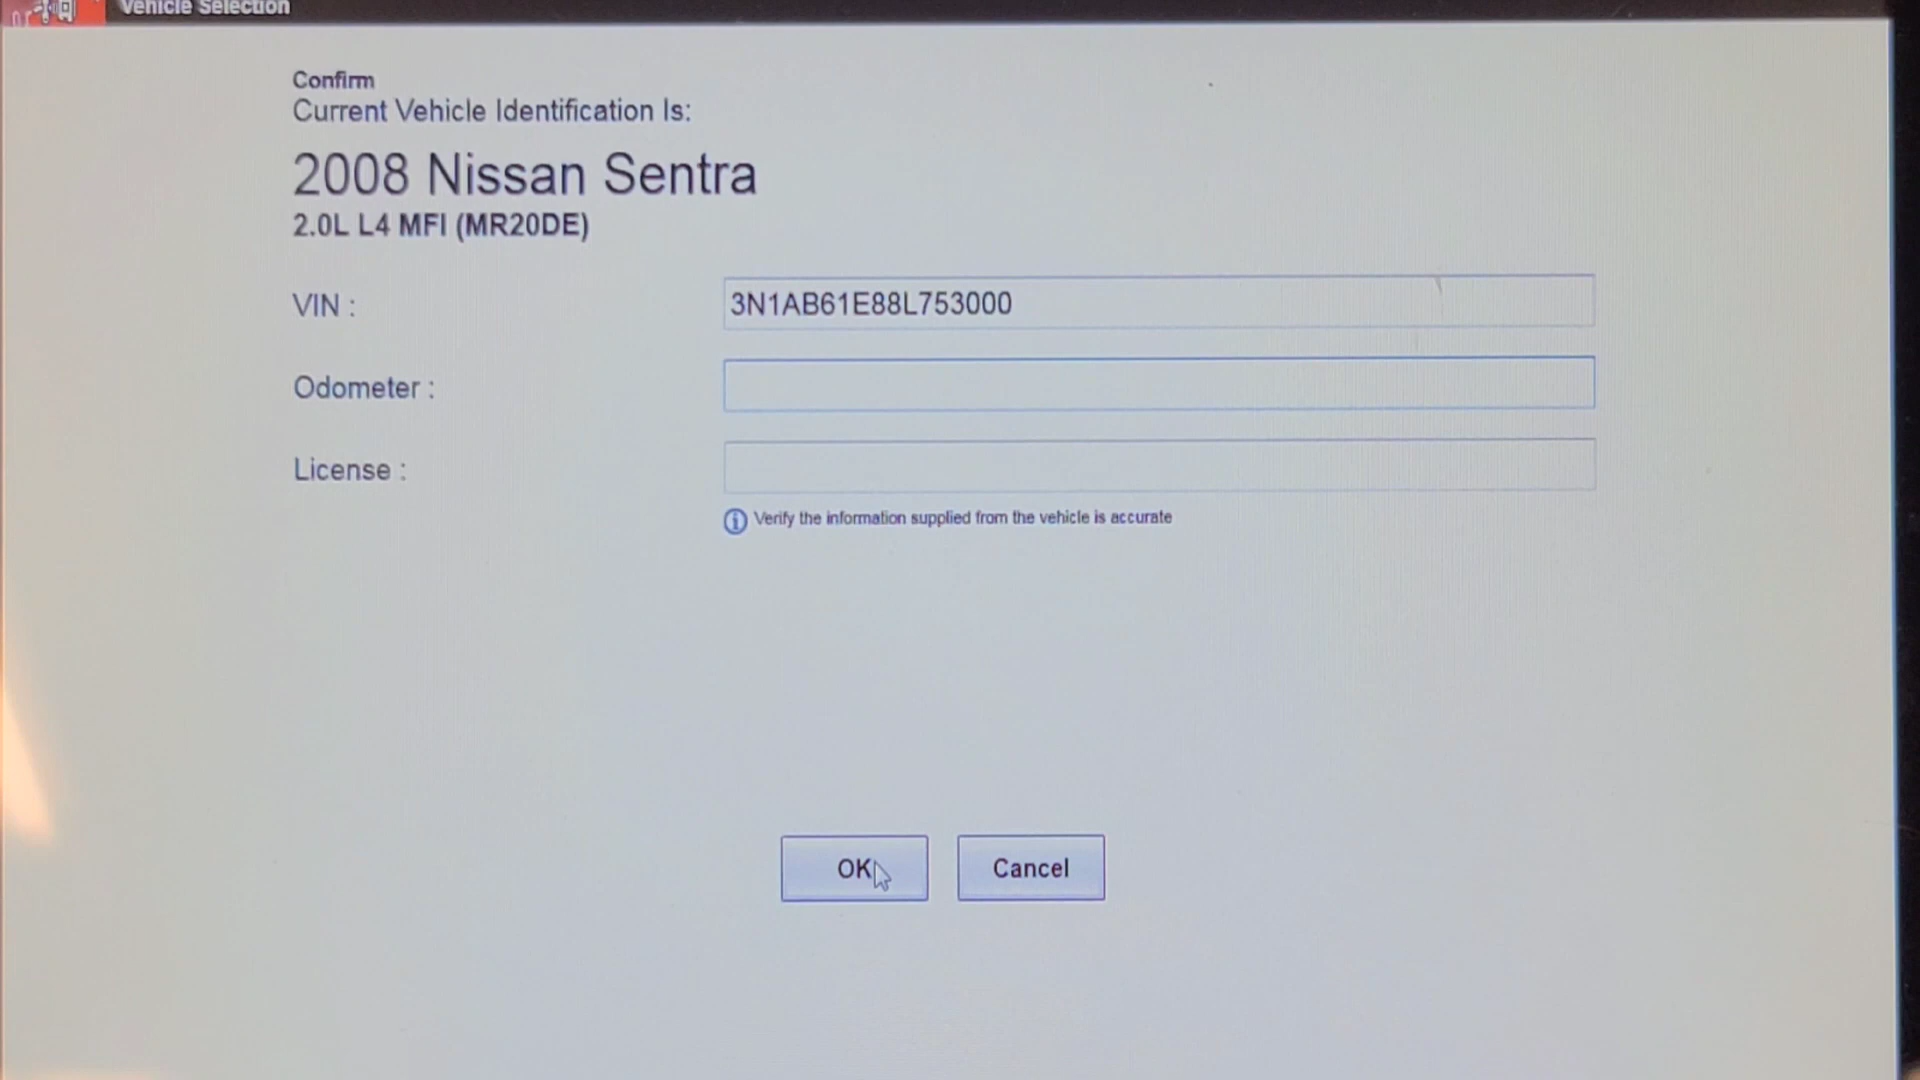 Vehicle Selection
Confirm
Current Vehicle Identification Is:
2008 Nissan Sentra
2.0L L4 MFI (MR20DE)
VIN : 3N1AB61E88L753000
Odometer :
License :
Verify the information supplied from the vehicle is accurate
OK Cancel